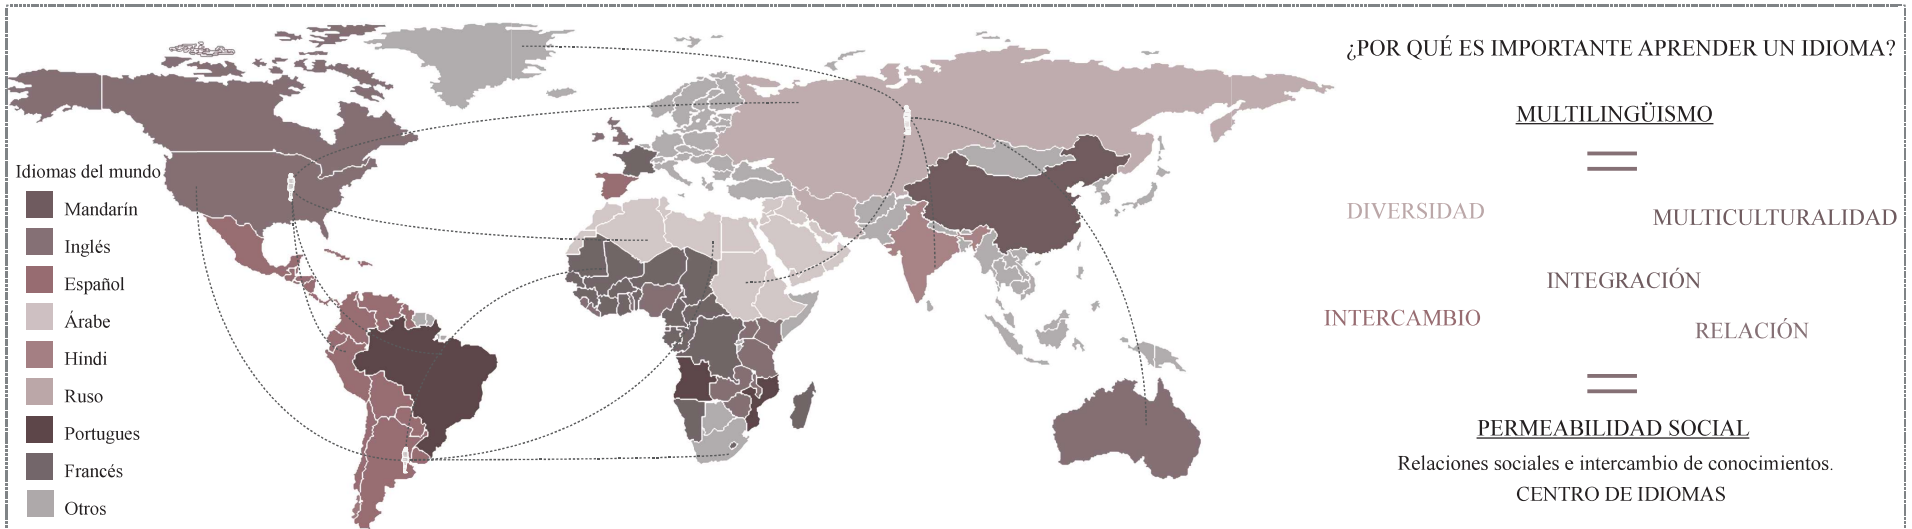 ¿POR QUÉ ES IMPORTANTE APRENDER UN IDIOMA?
MULTILINGÜISMO
DIVERSIDAD
MULTICULTURALIDAD
INTEGRACIÓN
INTERCAMBIO
RELACIÓN
PERMEABILIDAD SOCIAL
Relaciones sociales e intercambio de conocimientos.
CENTRO DE IDIOMAS
Idiomas del mundo
Mandarín
Inglés
Español
Árabe
Hindi
Ruso
Portugues
Francés
Otros